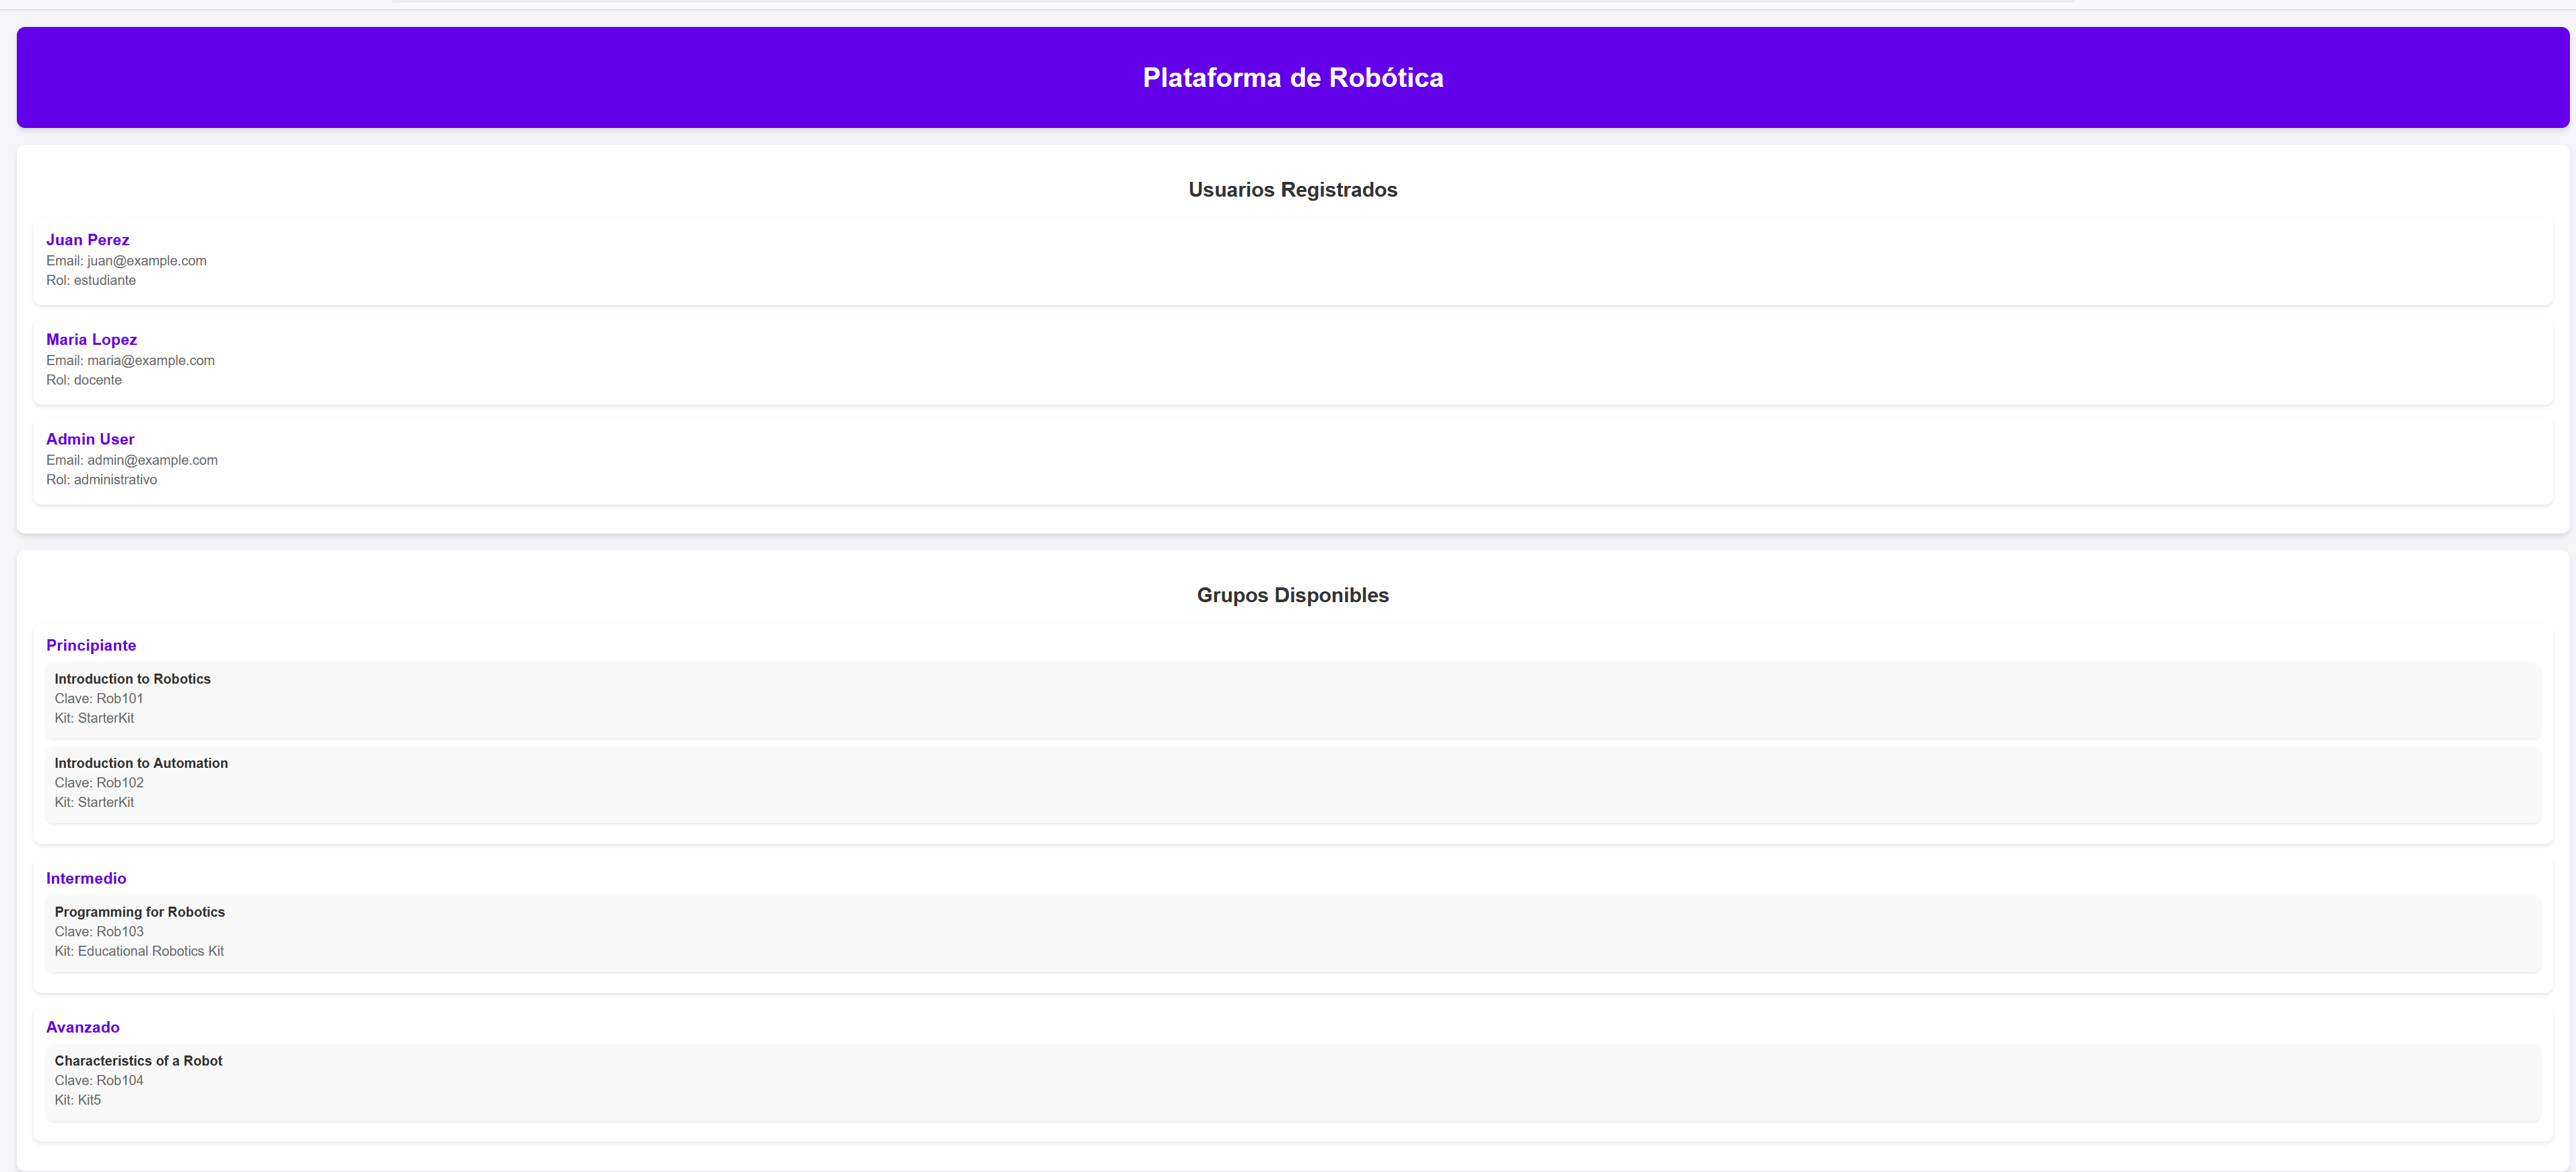 Plataforma de Robótica
Usuarios Registrados
Juan Perez
Email: juan@example.com
Rol: estudiante
Maria Lopez
Email: maria@example.com
Rol: docente
Admin User
Email: admin@example.com
Rol: administrativo
Grupos Disponibles
Principiante
Introduction to Robotics
Clave: Rob101
Kit: StarterKit
Introduction to Automation
Clave: Rob102
Kit: StarterKit
Intermedio
Programming for Robotics
Clave: Rob103
Kit: Educational Robotics Kit
Avanzado
Characteristics of a Robot
Clave: Rob104
Kit: Kit5